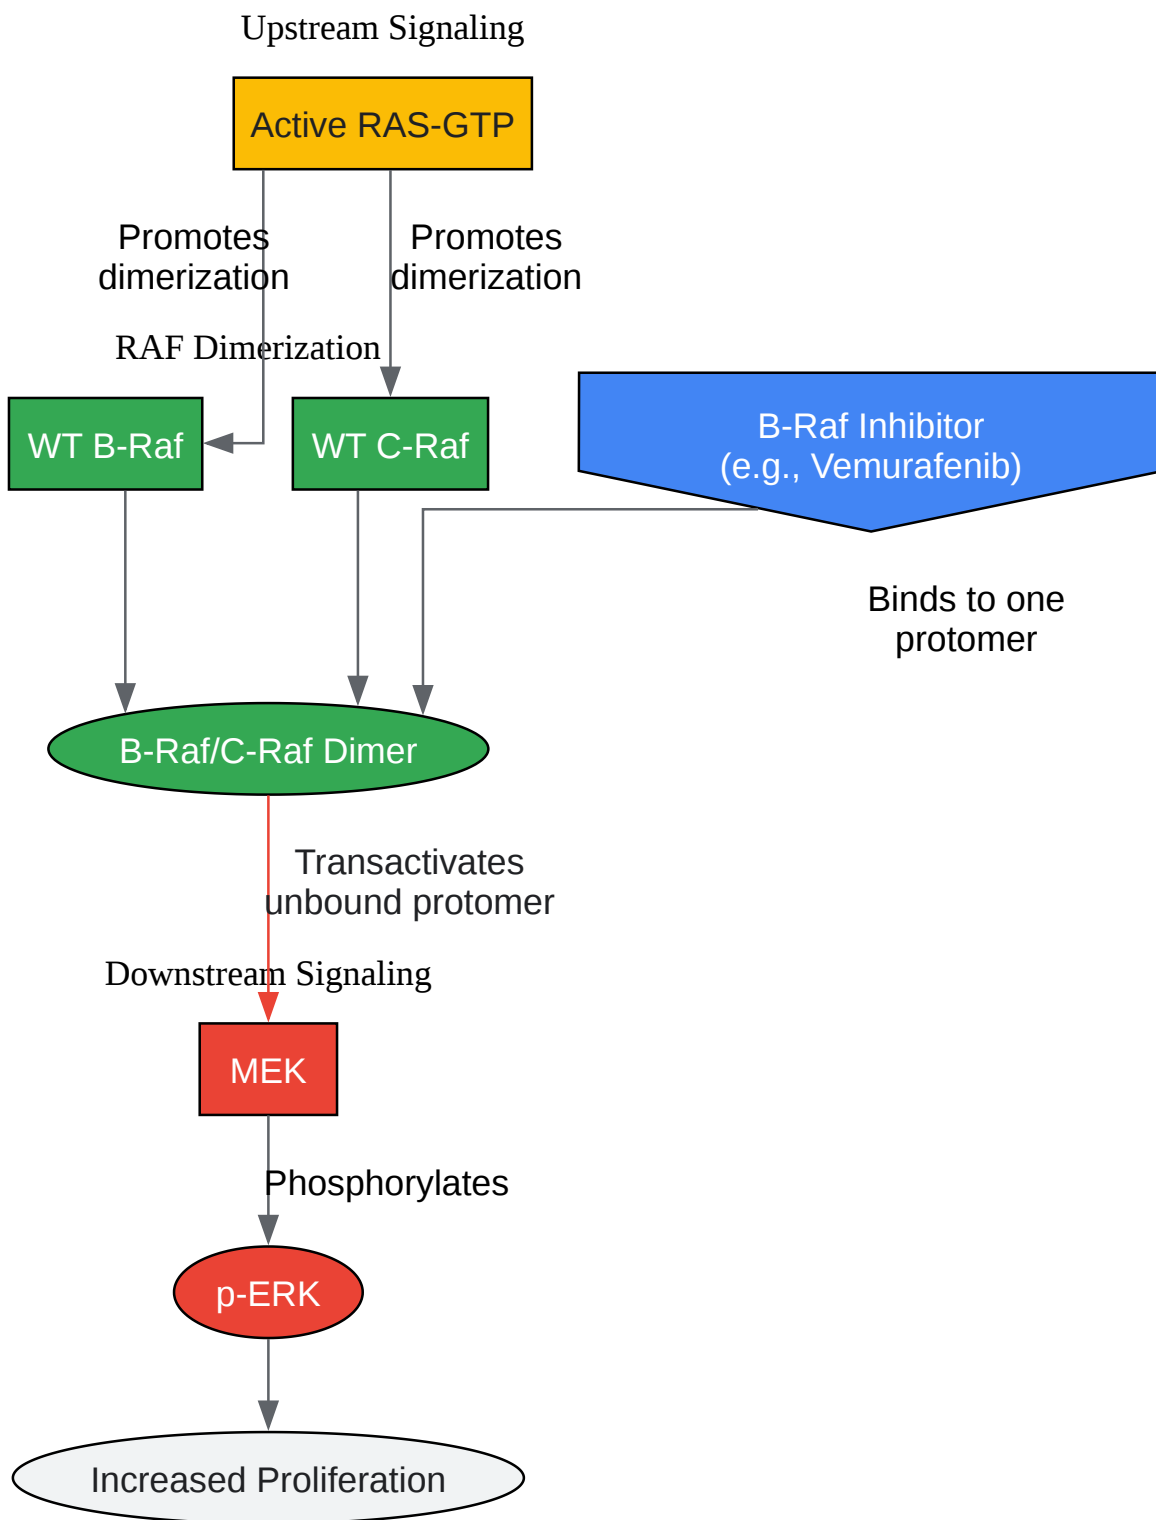 Upstream Signaling
Active RAS-GTP
Promotes
dimerization
Promotes
dimerization
RAF Dimerization
WT B-Raf
WT C-Raf
B-Raf Inhibitor
(e.g., Vemurafenib)
Binds to one
protomer
B-Raf/C-Raf Dimer
Transactivates
unbound protomer
Downstream Signaling
MEK
Phosphorylates
p-ERK
Increased Proliferation